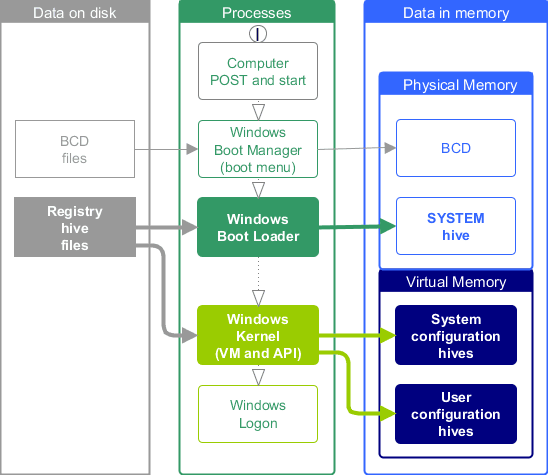 Data on disk
Processes
Data in memory
Computer
POST and start
Physical Memory
BCD
files
Windows
Boot Manager
(boot menu)
BCD
Registry
hive
files
Windows
Boot Loader
SYSTEM
hive
Virtual Memory
Windows
Kernel
(VM and API)
System
configuration
hives
Windows
Logon
User
configuration
hives